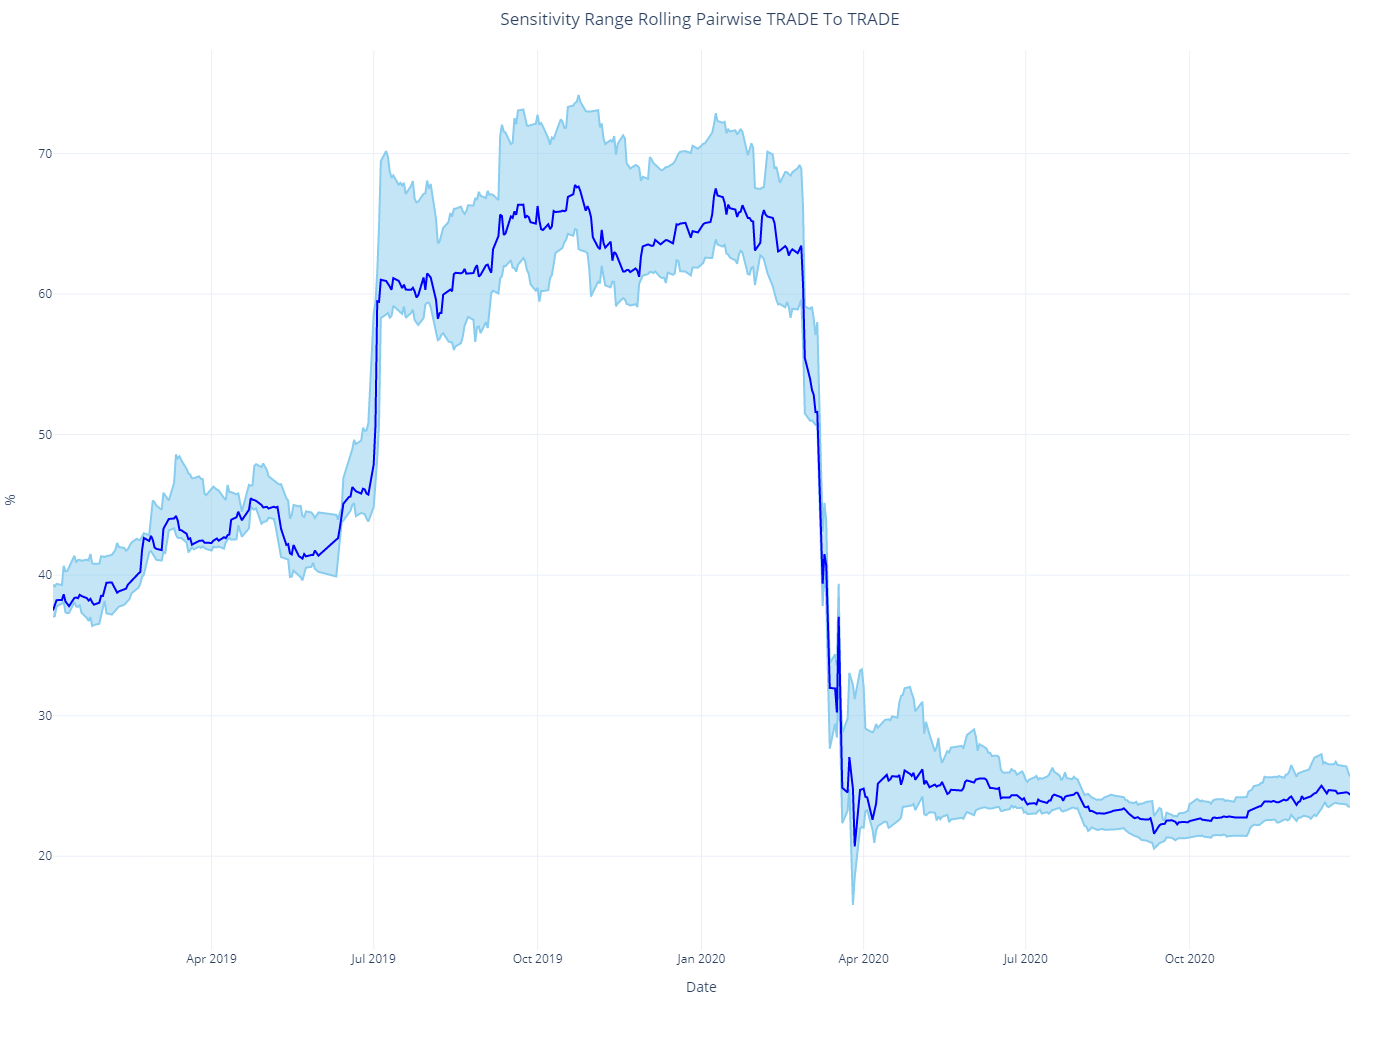 Sensitivity Range Rolling Pairwise TRADE To TRADE
70
60
50
40
30
20
%
Apr 2019
Jul 2019
Oct 2019
Jan 2020
Apr 2020
Jul 2020
Oct 2020
Date